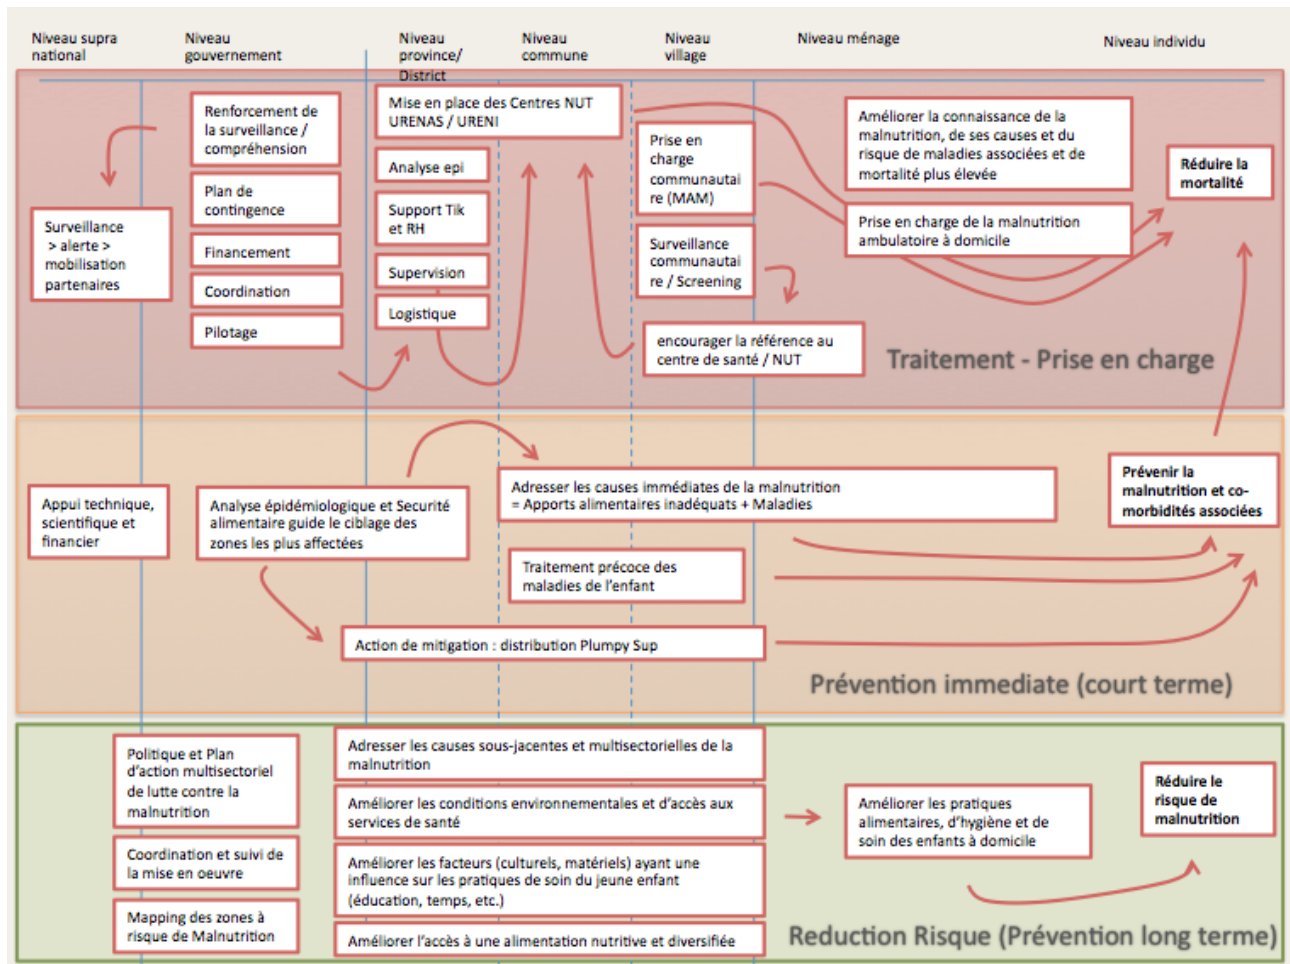 Niveau supra
national
Niveau
gouvernement
Niveau
province/
District
Niveau
commune
Niveau
village
Niveau ménage
Niveau individu
Surveillance
> alerte >
mobilisation
partenaires
Renforcement de
la surveillance /
compréhension
Plan de
contingence
Financement
Coordination
Pilotage
Mise en place des Centres NUT
URENAS / URENI
Analyse epi
Support Tik
et RH
Supervision
Logistique
Prise en
charge
communautai
re (MAM)
Surveillance
communautai
re / Screening
encourager la référence au
centre de santé / NUT
Améliorer la connaissance de la
malnutrition, de ses causes et du
risque de maladies associées et de
mortalité plus élevée
Prise en charge de la malnutrition
ambulatoire à domicile
Réduire la
mortalité
Traitement - Prise en charge
Appui technique,
scientifique et
financier
Analyse épidémiologique et Securité
alimentaire guide le ciblage des
zones les plus affectées
Adresser les causes immédiates de la malnutrition
= Apports alimentaires inadéquats + Maladies
Traitement précoce des
maladies de l'enfant
Action de mitigation : distribution Plumpy Sup
Prévenir la
malnutrition et co-
morbidités associées
Prévention immediate (court terme)
Politique et Plan
d'action multisectoriel
de lutte contre la
malnutrition
Coordination et suivi de
la mise en oeuvre
Mapping des zones à
risque de Malnutrition
Adresser les causes sous-jacentes et multisectorielles de la
malnutrition
Améliorer les conditions environnementales et d'accès aux
services de santé
Améliorer les facteurs (culturels, matériels) ayant une
influence sur les pratiques de soin du jeune enfant
(éducation, temps, etc.)
Améliorer l'accès à une alimentation nutritive et diversifiée
Améliorer les pratiques
alimentaires, d'hygiène et de
soin des enfants à domicile
Réduire le
risque de
malnutrition
Reduction Risque (Prévention long terme)